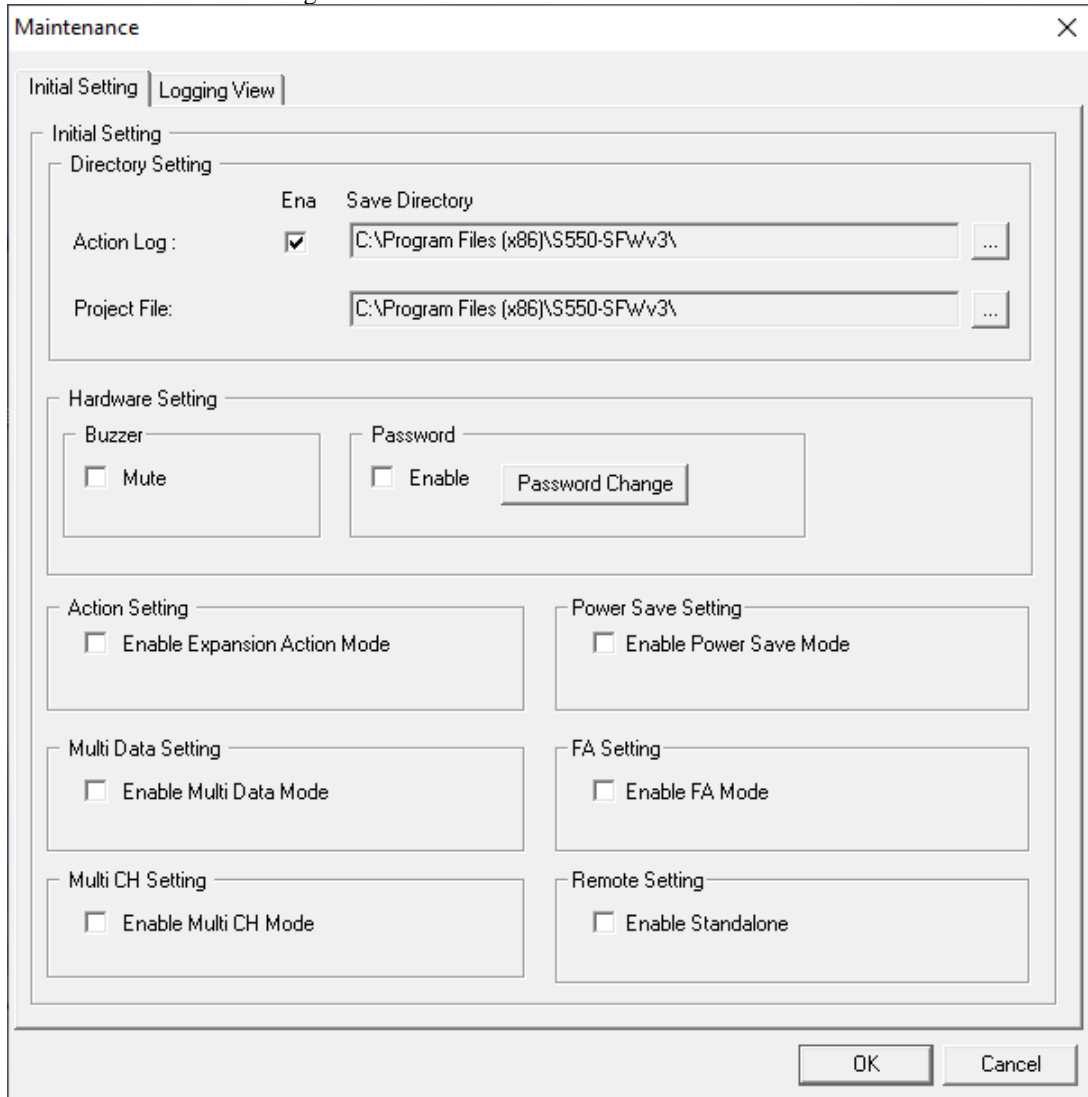 Maintenance
Initial Setting Logging View
Initial Setting
Directory Setting
Ena Save Directory
Action Log : C:\Program Files (x86)\S550-SFWv3\ ...
Project File: C:\Program Files (x86)\S550-SFWv3\ ...
Hardware Setting
Buzzer Password
Mute Enable Password Change
Action Setting Power Save Setting
Enable Expansion Action Mode Enable Power Save Mode
Multi Data Setting FA Setting
Enable Multi Data Mode Enable FA Mode
Multi CH Setting Remote Setting
Enable Multi CH Mode Enable Standalone
OK Cancel